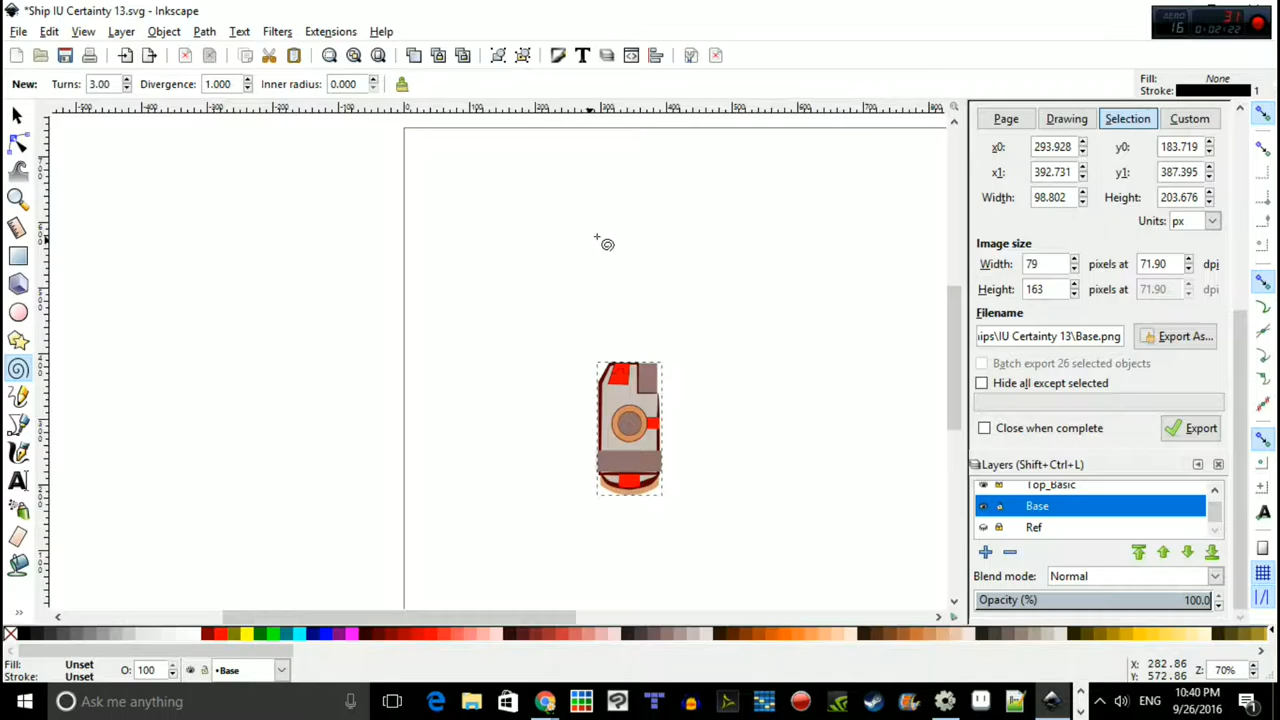 *Ship IU Certainty 13.svg - Inkscape
AERO 16 31 0:02:22
File Edit View Layer Object Path Text Filters Extensions Help
New: Turns: 3.00 Divergence: 1.000 Inner radius: 0.000
Fill: None
Stroke: 1
Page Drawing Selection Custom
x0: 293.928 y0: 183.719
x1: 392.731 y1: 387.395
Width: 98.802 Height: 203.676
Units: px
Image size
Width: 79 pixels at 71.90 dpi
Height: 163 pixels at 71.90 dpi
Filename
ips\IU Certainty 13\Base.png Export As...
Batch export 26 selected objects
Hide all except selected
Close when complete Export
Layers (Shift+Ctrl+L)
Top_Basic
Base
Ref
Blend mode: Normal
Opacity (%) 100.0
Fill: Unset
Stroke: Unset
O: 100 •Base
X: 282.86
Y: 572.86
Z: 70%
Ask me anything
ENG
10:40 PM
9/26/2016